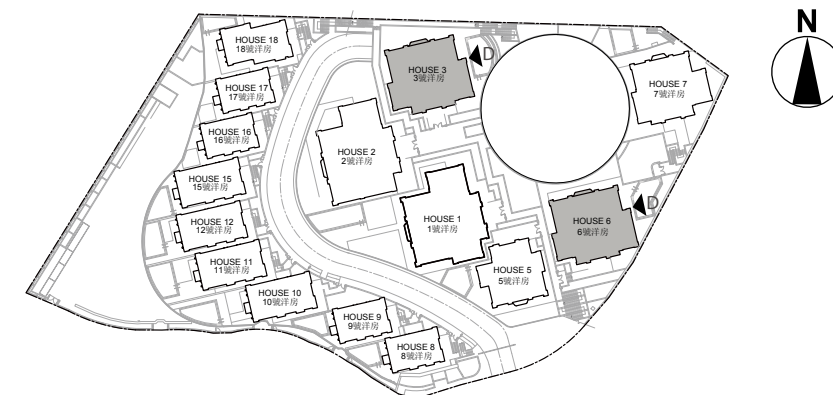 N
HOUSE 18
18號洋房
HOUSE 17
17號洋房
HOUSE 16
16號洋房
HOUSE 15
15號洋房
HOUSE 12
12號洋房
HOUSE 11
11號洋房
HOUSE 10
10號洋房
HOUSE 9
9號洋房
HOUSE 8
8號洋房
HOUSE 2
2號洋房
HOUSE 3
3號洋房
D
HOUSE 7
7號洋房
HOUSE 1
1號洋房
HOUSE 5
5號洋房
HOUSE 6
6號洋房
D